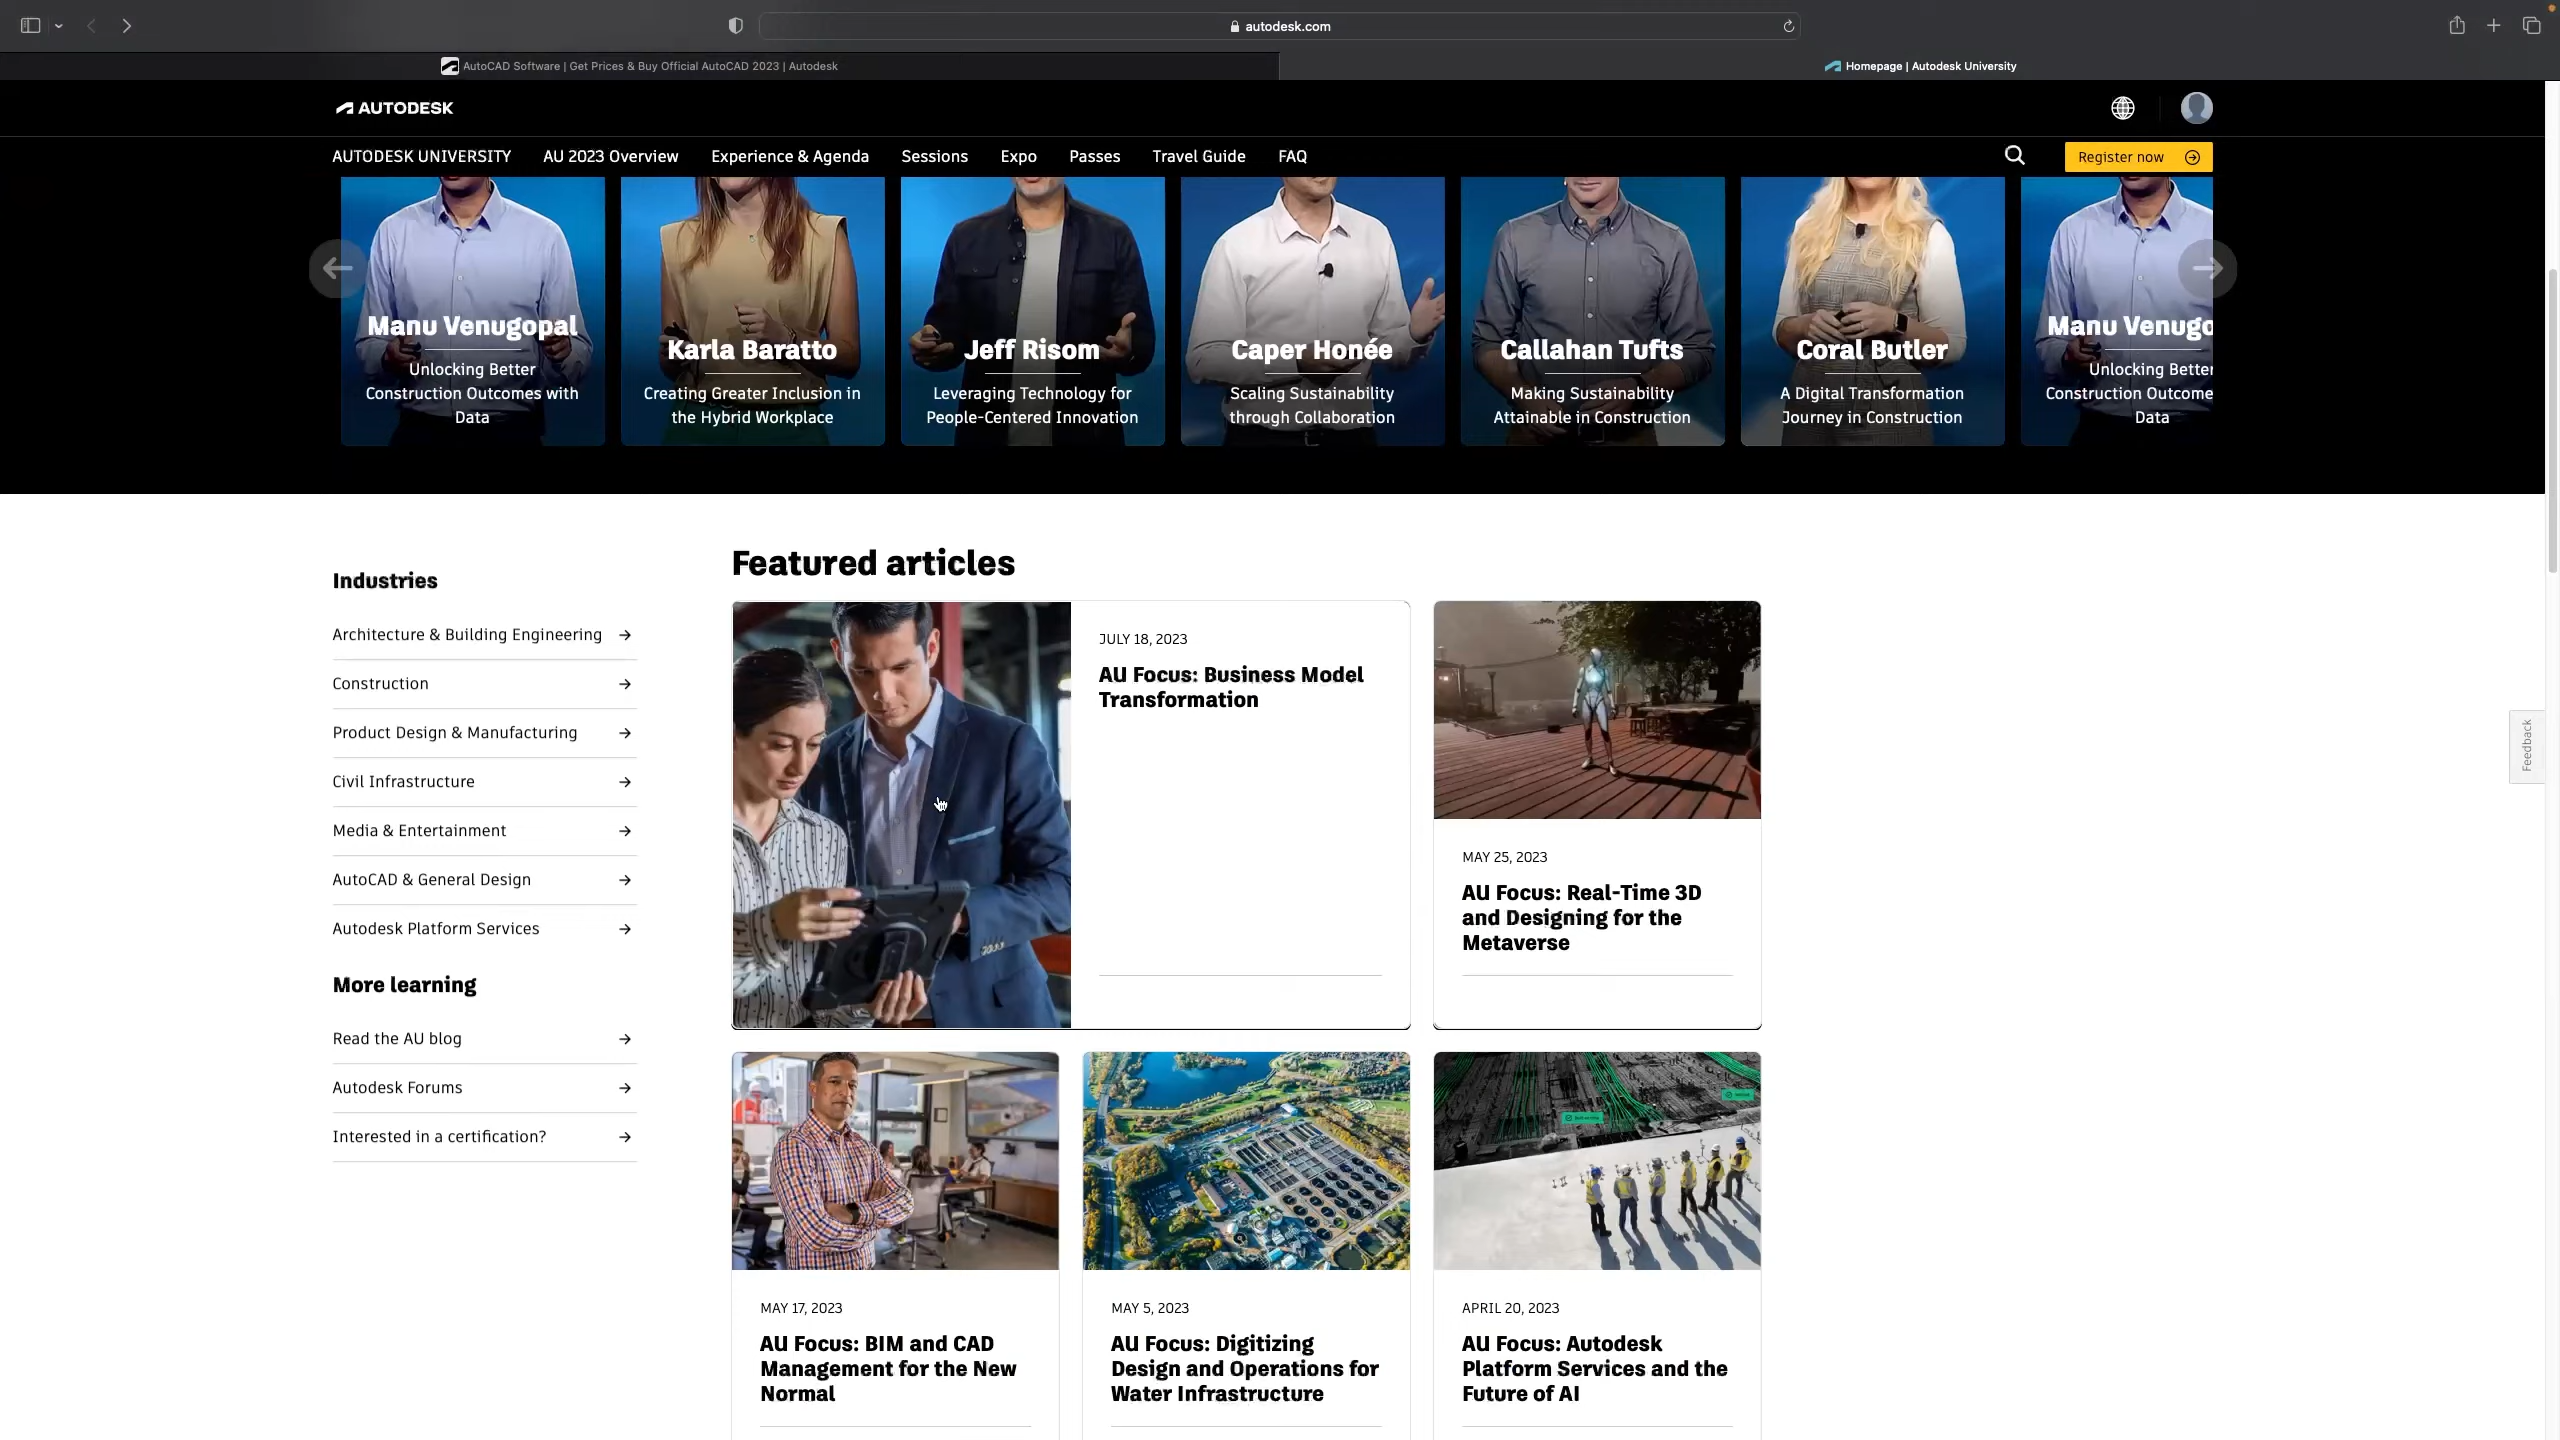 autodesk.com
AutoCAD Software | Get Prices & Buy Official AutoCAD 2023 | Autodesk
Homepage | Autodesk University
AUTODESK
AUTODESK UNIVERSITY AU 2023 Overview Experience & Agenda Sessions Expo Passes Travel Guide FAQ Register now
Manu Venugopal
Unlocking Better
Construction Outcomes with
Data
Karla Baratto
Creating Greater Inclusion in
the Hybrid Workplace
Jeff Risom
Leveraging Technology for
People-Centered Innovation
Caper Honée
Scaling Sustainability
through Collaboration
Callahan Tufts
Making Sustainability
Attainable in Construction
Coral Butler
A Digital Transformation
Journey in Construction
Manu Venugo
Unlocking Better
Construction Outcome
Data
Industries
Architecture & Building Engineering
Construction
Product Design & Manufacturing
Civil Infrastructure
Media & Entertainment
AutoCAD & General Design
Autodesk Platform Services
More learning
Read the AU blog
Autodesk Forums
Interested in a certification?
Featured articles
JULY 18, 2023
AU Focus: Business Model
Transformation
MAY 25, 2023
AU Focus: Real-Time 3D
and Designing for the
Metaverse
MAY 17, 2023
AU Focus: BIM and CAD
Management for the New
Normal
MAY 5, 2023
AU Focus: Digitizing
Design and Operations for
Water Infrastructure
APRIL 20, 2023
AU Focus: Autodesk
Platform Services and the
Future of AI
Feedback